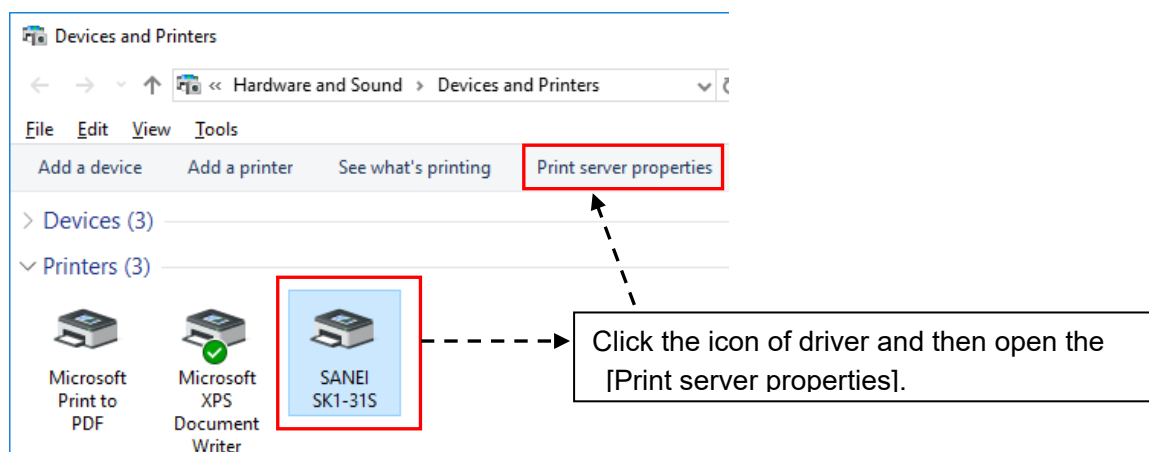 Devices and Printers
« Hardware and Sound > Devices and Printers
File Edit View Tools
Add a device Add a printer See what's printing Print server properties
> Devices (3)
Printers (3)
Click the icon of driver and then open the
[Print server properties].
Microsoft
Print to
PDF
Microsoft
XPS
Document
Writer
SANEI
SK1-31S